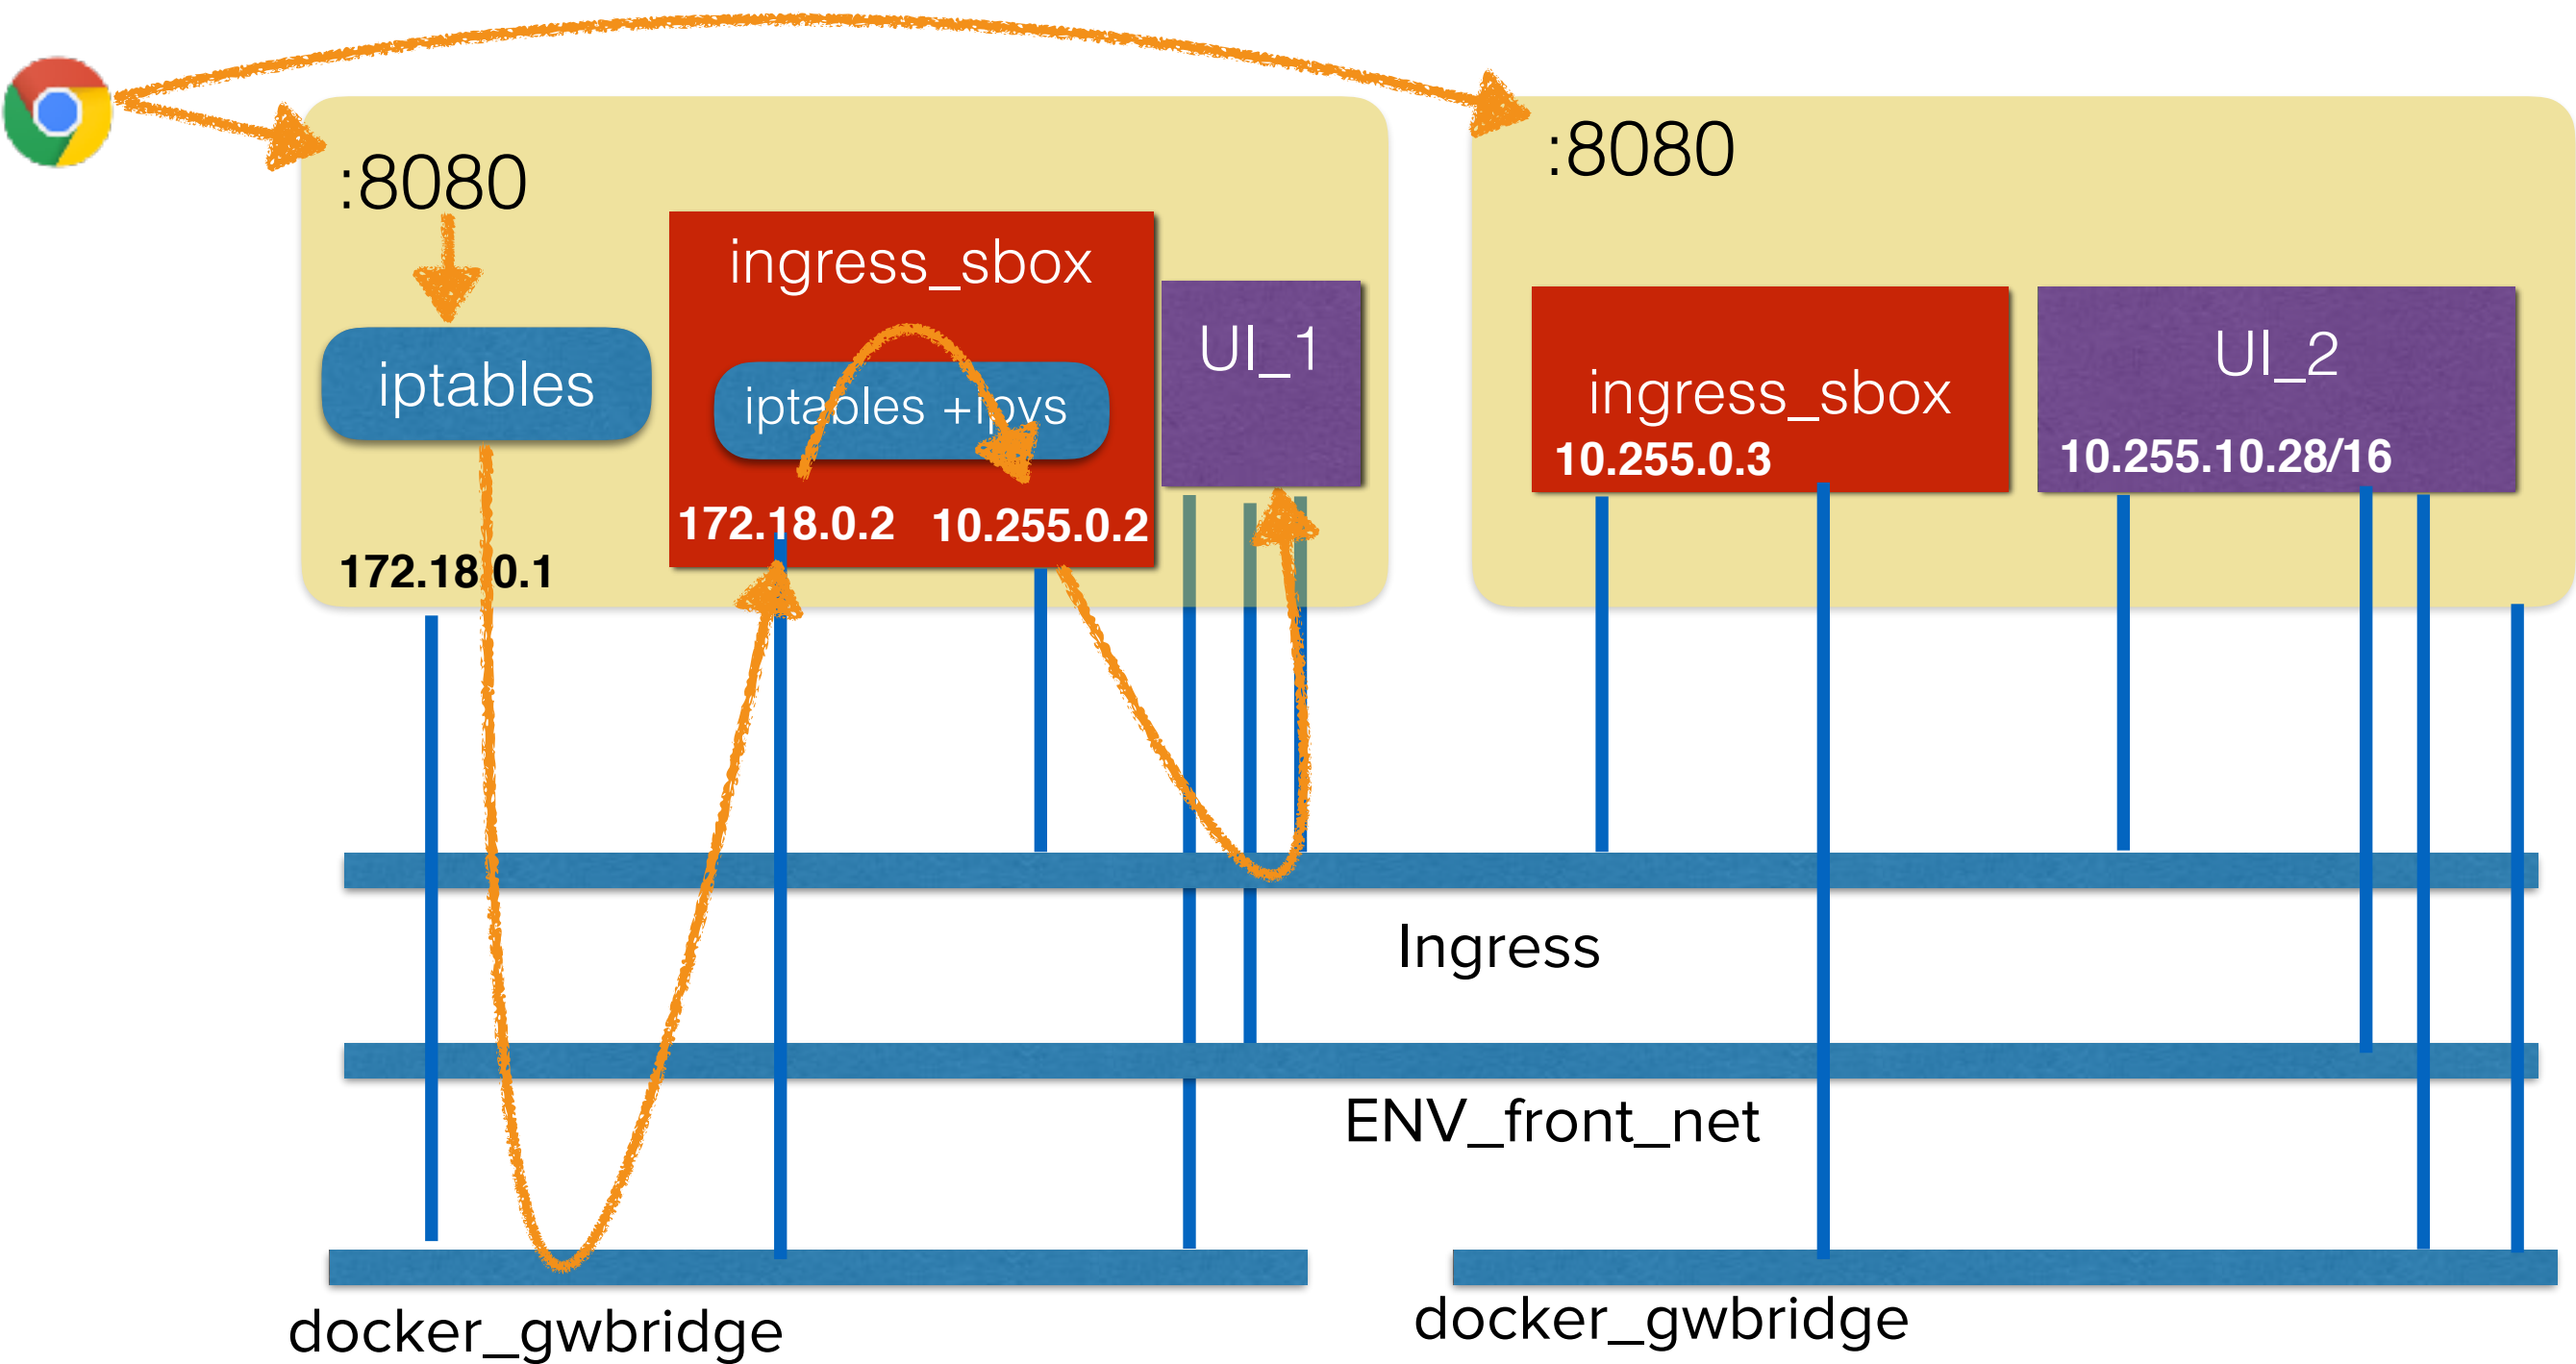 :8080
iptables
172.18.0.1
ingress_sbox
iptables +ipvs
172.18.0.2
10.255.0.2
UI_1
:8080
ingress_sbox
10.255.0.3
UI_2
10.255.10.28/16
Ingress
ENV_front_net
docker_gwbridge
docker_gwbridge